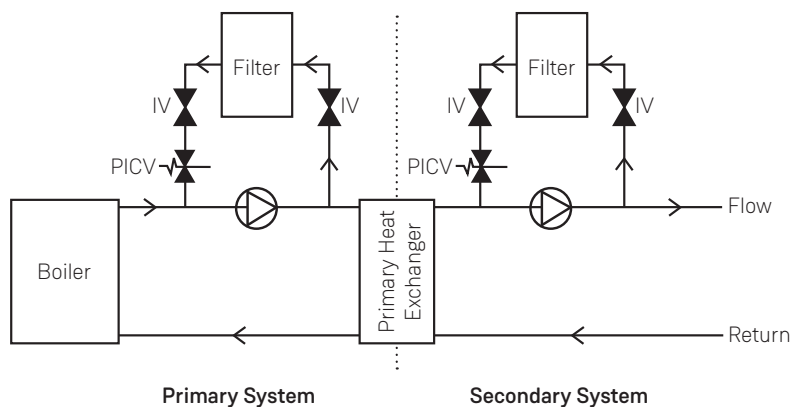 Filter
Filter
IV
IV
IV
IV
PICV
PICV
Flow
Boiler
Primary Heat
Exchanger
Return
Primary System
Secondary System